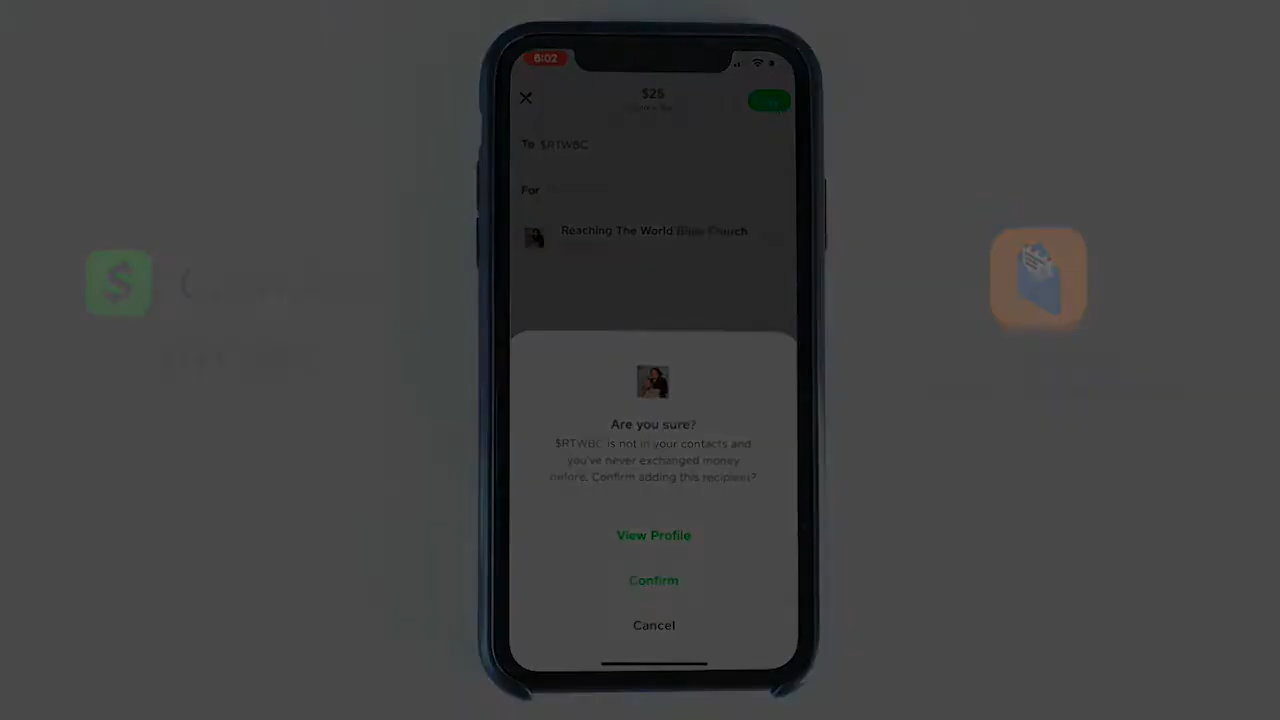 6:02
$25
To $RTWBC
For
Reaching The World Bible Church
Are you sure?
$RTWBC is not in your contacts and
you've never exchanged money
before. Confirm adding this recipient?
View Profile
Confirm
Cancel